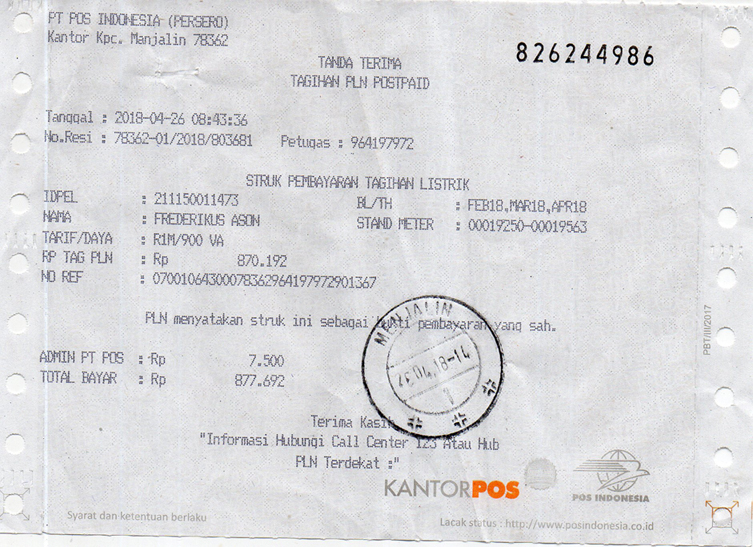 PT POS INDONESIA (PERSERO)
Kantor Kpc. Manjalin 78362
826244986
TANDA TERIMA
TAGIHAN PLN POSTPAID
Tanggal : 2018-04-26 08:43:36
No.Resi : 78362-01/2018/803681 Petugas : 964197972
STRUK PEMBAYARAN TAGIHAN LISTRIK
IDPEL : 211150011473 BL/TH : FEB18,MAR18,APR18
NAMA : FREDERIKUS ASON STAND METER : 00019250-00019563
TARIF/DAYA : R1M/900 VA
RP TAG PLN : Rp 870.192
NO REF : 07001064300078362964197972901367
PLN menyatakan struk ini sebagai bukti pembayaran yang sah.
ADMIN PT POS : Rp 7.500
TOTAL BAYAR : Rp 877.692
MENJALIN
1
Terima Kasih
"Informasi Hubungi Call Center 123 Atau Hub
PLN Terdekat :"
KANTORPOS
POS INDONESIA
Syarat dan ketentuan berlaku
Lacak status : http://www.posindonesia.co.id
PBT/III/2017